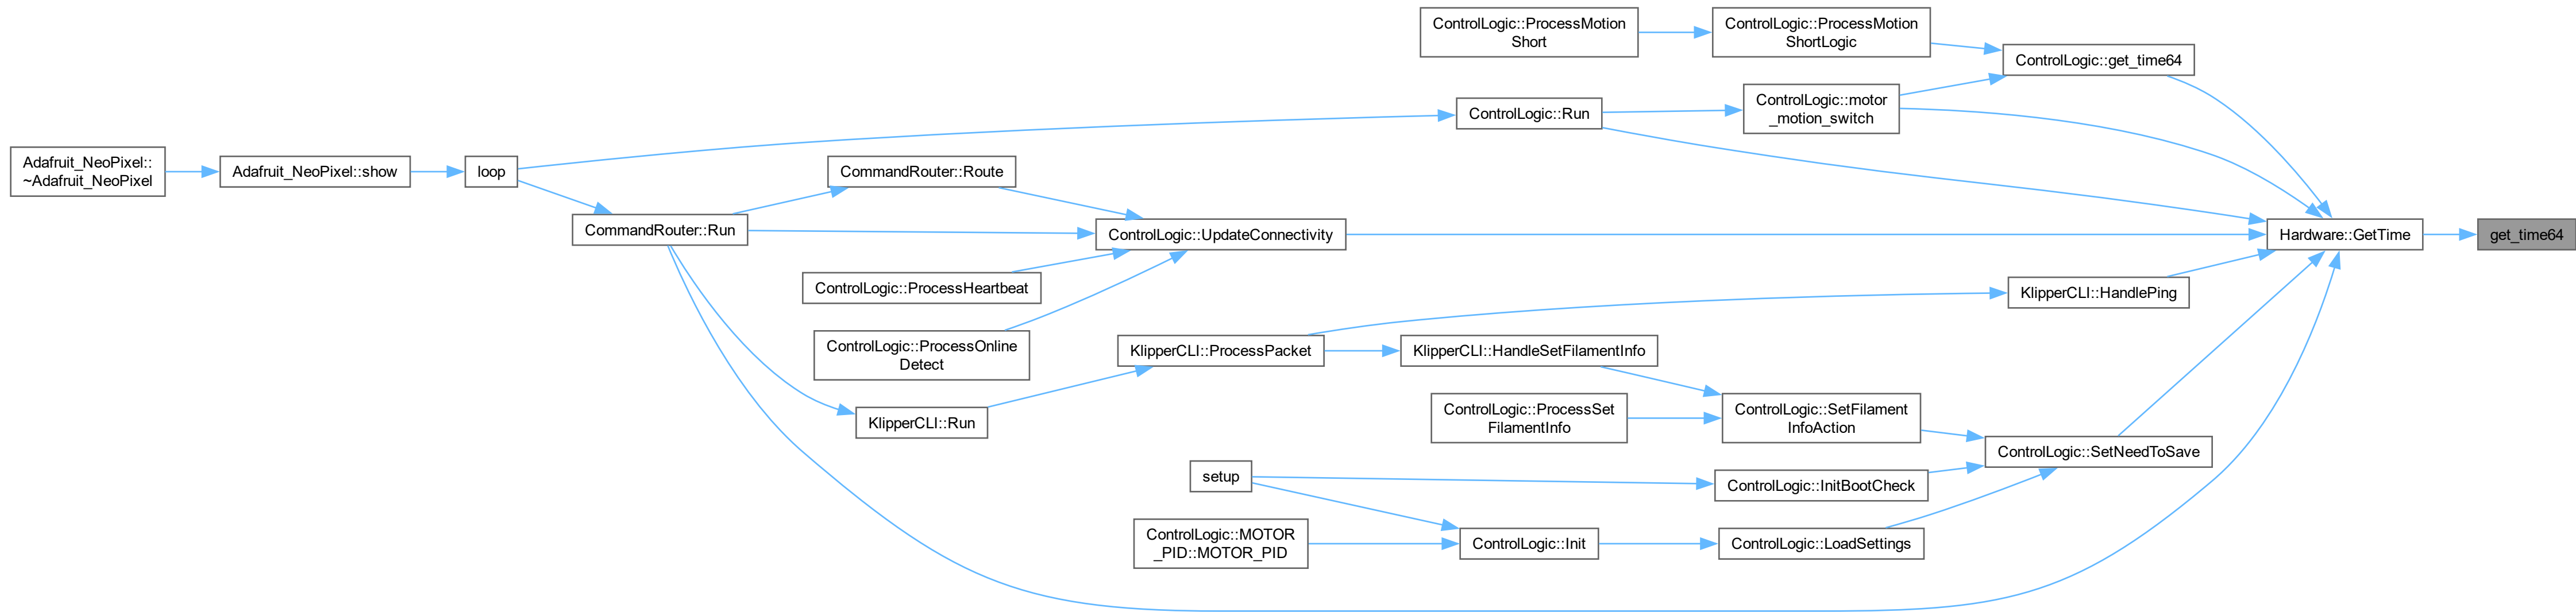 ControlLogic::ProcessMotion
Short
ControlLogic::ProcessMotion
ShortLogic
ControlLogic::get_time64
ControlLogic::Run
ControlLogic::motor
_motion_switch
Adafruit_NeoPixel::
~Adafruit_NeoPixel
Adafruit_NeoPixel::show
loop
CommandRouter::Route
CommandRouter::Run
ControlLogic::UpdateConnectivity
Hardware::GetTime
get_time64
ControlLogic::ProcessHeartbeat
KlipperCLI::HandlePing
ControlLogic::ProcessOnline
Detect
KlipperCLI::ProcessPacket
KlipperCLI::HandleSetFilamentInfo
KlipperCLI::Run
ControlLogic::ProcessSet
FilamentInfo
ControlLogic::SetFilament
InfoAction
ControlLogic::SetNeedToSave
setup
ControlLogic::InitBootCheck
ControlLogic::MOTOR
_PID::MOTOR_PID
ControlLogic::Init
ControlLogic::LoadSettings